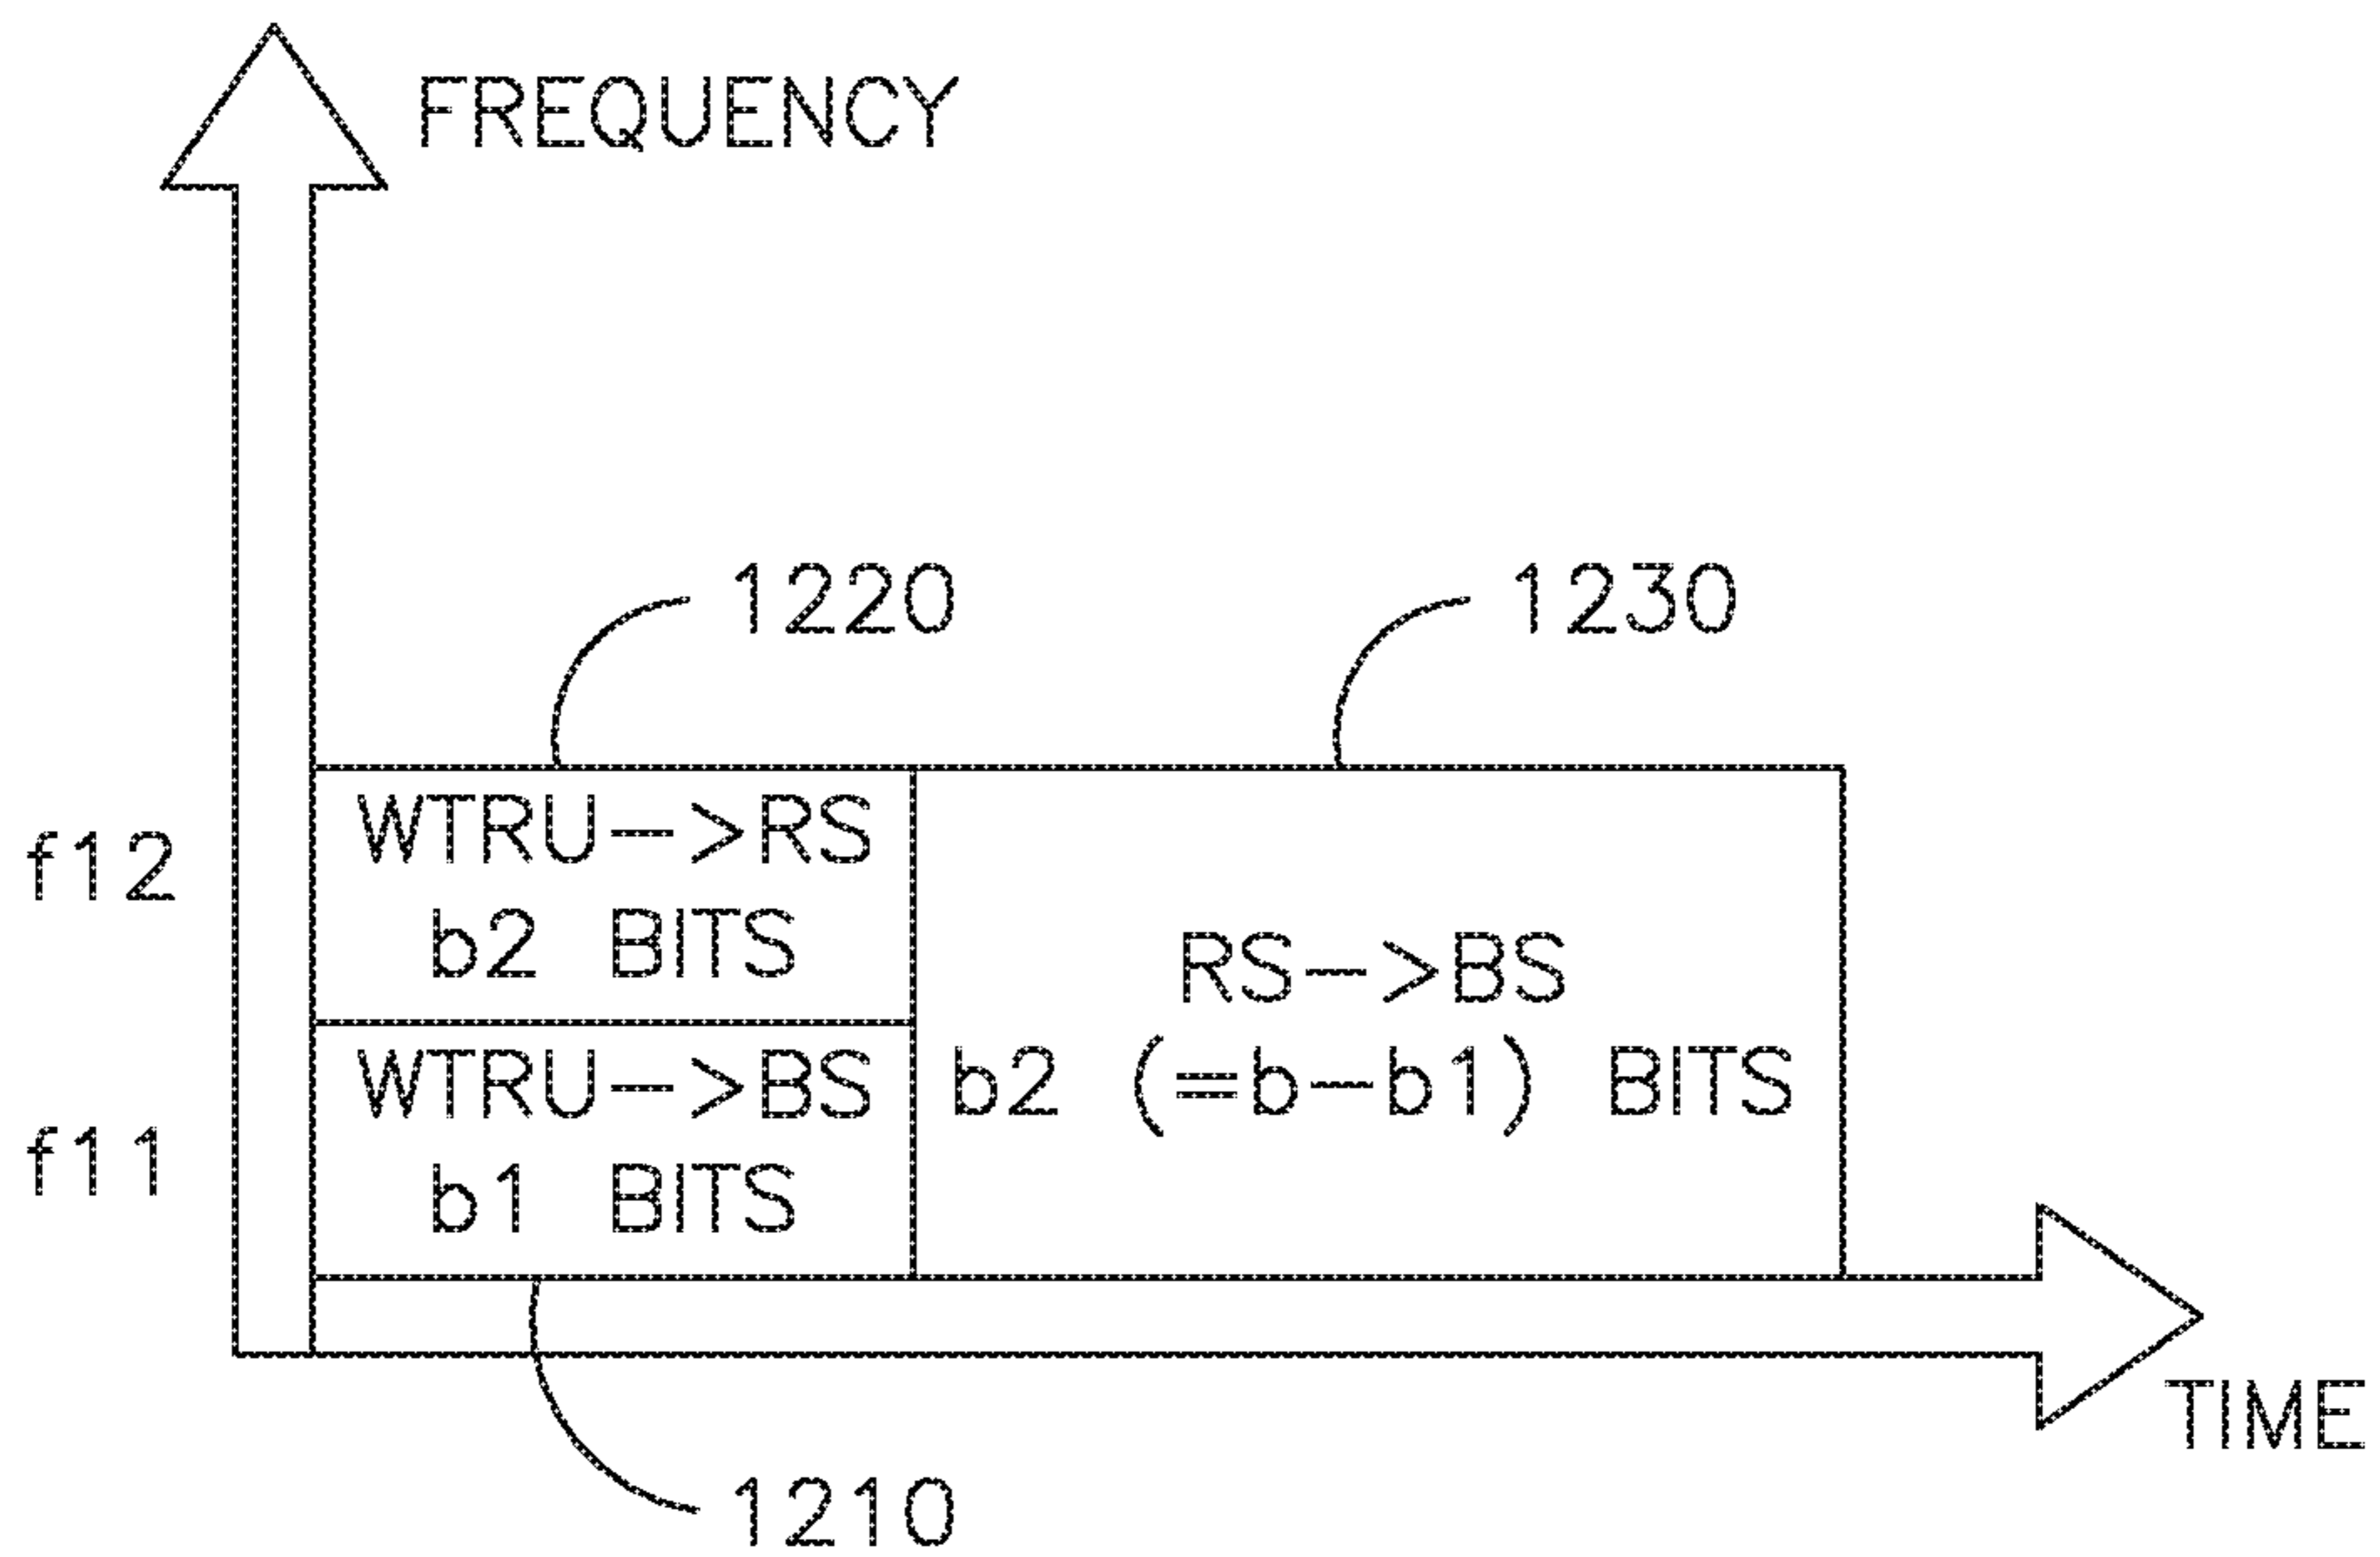 FREQUENCY
1220
1230
f12
WTRU->RS
b2 BITS
RS->BS
b2 (=b-b1) BITS
f11
WTRU->BS
b1 BITS
TIME
1210